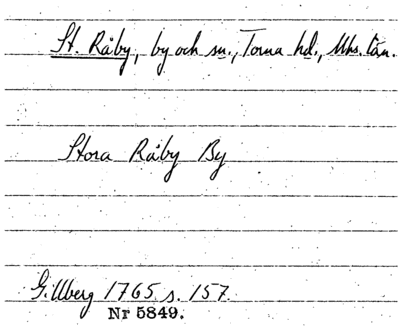 St. Råby, by och sn., Torna hd., Mhs. län.
Stora Råby By
Gillberg 1765 s. 157.
Nr 5849.